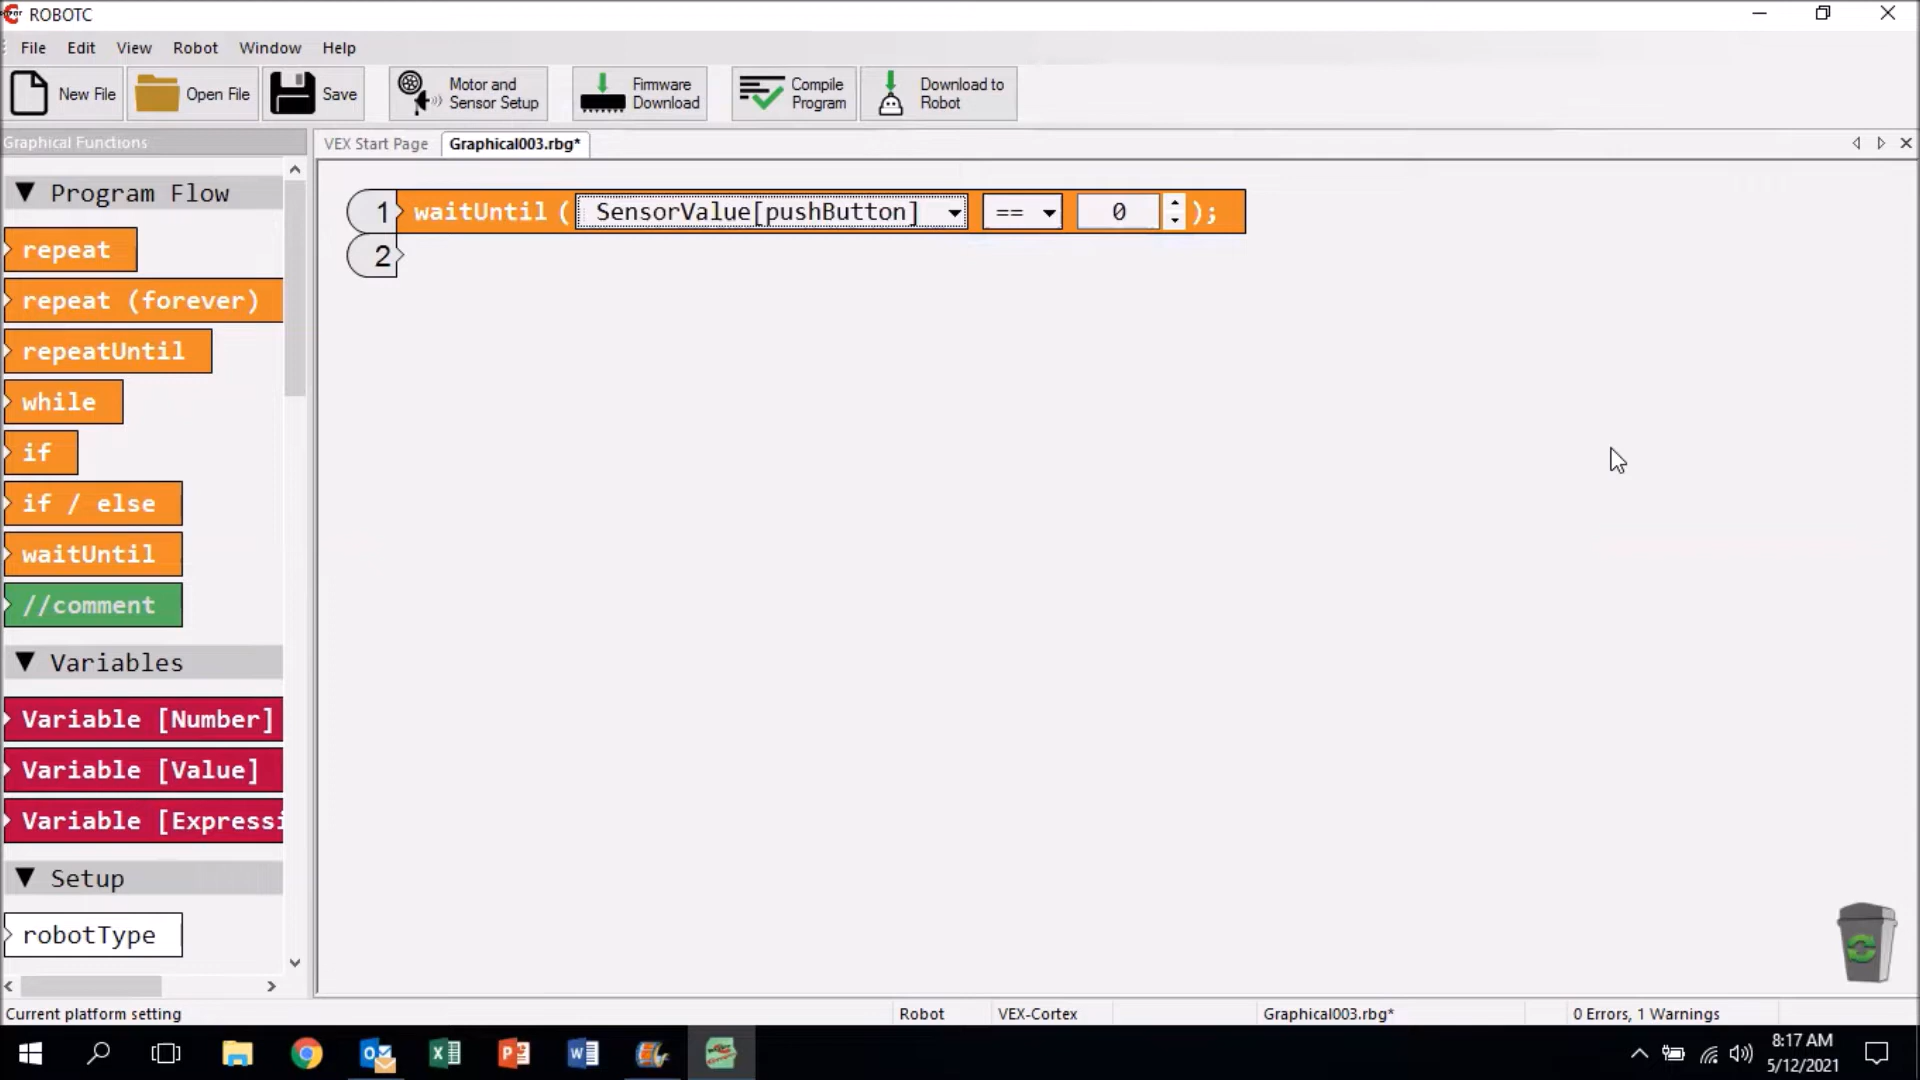 ROBOTC
File Edit View Robot Window Help
New File Open File Save Motor and Sensor Setup Firmware Download Compile Program Download to Robot
Graphical Functions
VEX Start Page Graphical003.rbg*
Program Flow
repeat
repeat (forever)
repeatUntil
while
if
if / else
waitUntil
//comment
Variables
Variable [Number]
Variable [Value]
Variable [Expressi
Setup
robotType
1 waitUntil ( SensorValue[pushButton] == 0 );
2
Current platform setting Robot VEX-Cortex Graphical003.rbg* 0 Errors, 1 Warnings
8:17 AM
5/12/2021